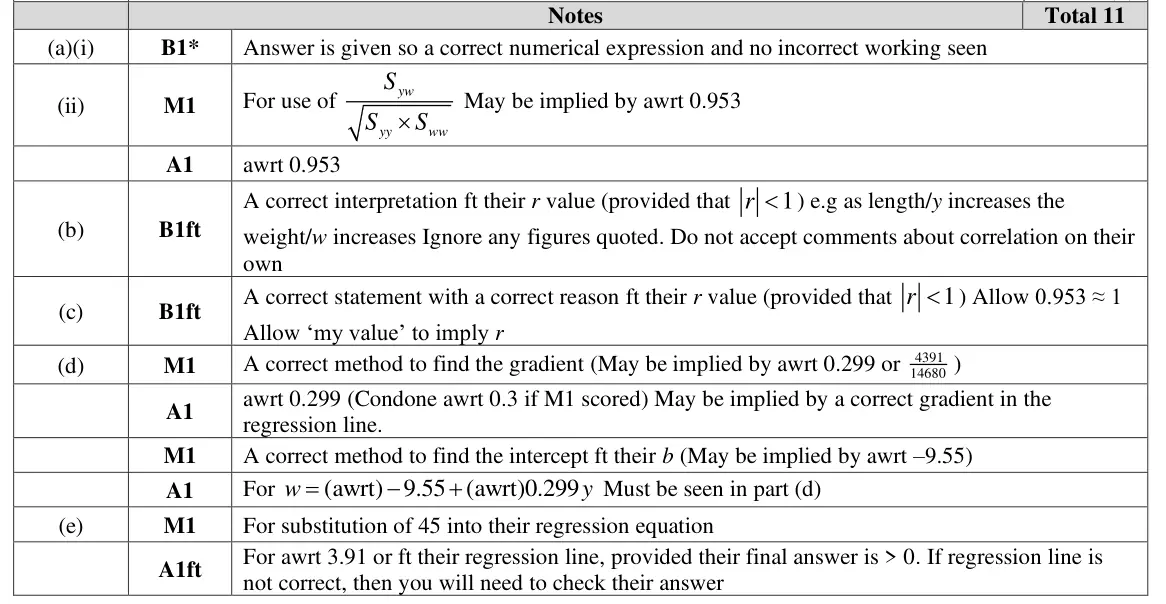 Notes Total 11
(a)(i) B1* Answer is given so a correct numerical expression and no incorrect working seen
(ii) M1 For use of S_yw / √(S_yy × S_ww) May be implied by awrt 0.953
A1 awrt 0.953
(b) B1ft A correct interpretation ft their r value (provided that |r| < 1) e.g as length/y increases the
weight/w increases Ignore any figures quoted. Do not accept comments about correlation on their
own
(c) B1ft A correct statement with a correct reason ft their r value (provided that |r| < 1) Allow 0.953 ≈ 1
Allow ‘my value’ to imply r
(d) M1 A correct method to find the gradient (May be implied by awrt 0.299 or 4391/14680 )
A1 awrt 0.299 (Condone awrt 0.3 if M1 scored) May be implied by a correct gradient in the
regression line.
M1 A correct method to find the intercept ft their b (May be implied by awrt –9.55)
A1 For w = (awrt) − 9.55 + (awrt)0.299y Must be seen in part (d)
(e) M1 For substitution of 45 into their regression equation
A1ft For awrt 3.91 or ft their regression line, provided their final answer is > 0. If regression line is
not correct, then you will need to check their answer